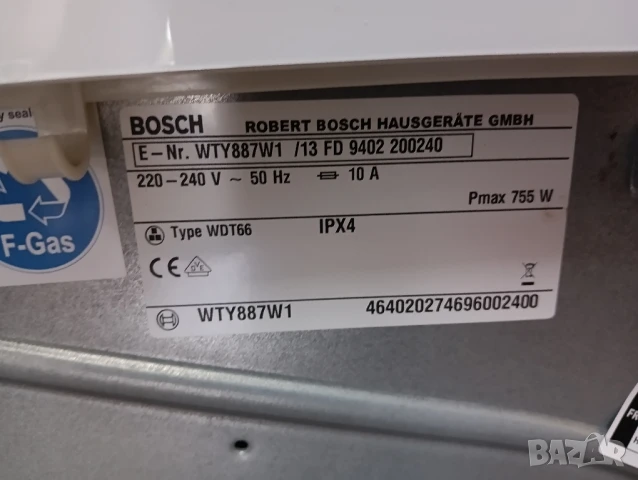 BOSCH ROBERT BOSCH HAUSGERÄTE GMBH
E-Nr. WTY887W1 /13 FD 9402 200240
220-240 V ~ 50 Hz 10 A
Pmax 755 W
Type WDT66 IPX4
CE
WTY887W1 464020274696002400
y seal
F-Gas
BAZAR